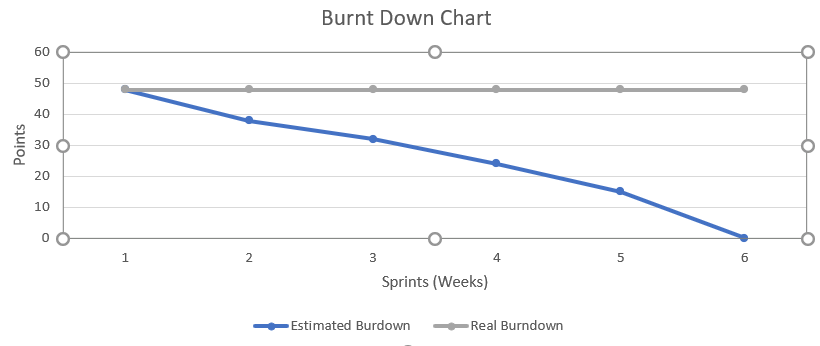 Burnt Down Chart
60
50
40
30
20
10
0
Points
1 2 3 4 5 6
Sprints (Weeks)
Estimated Burdown Real Burndown